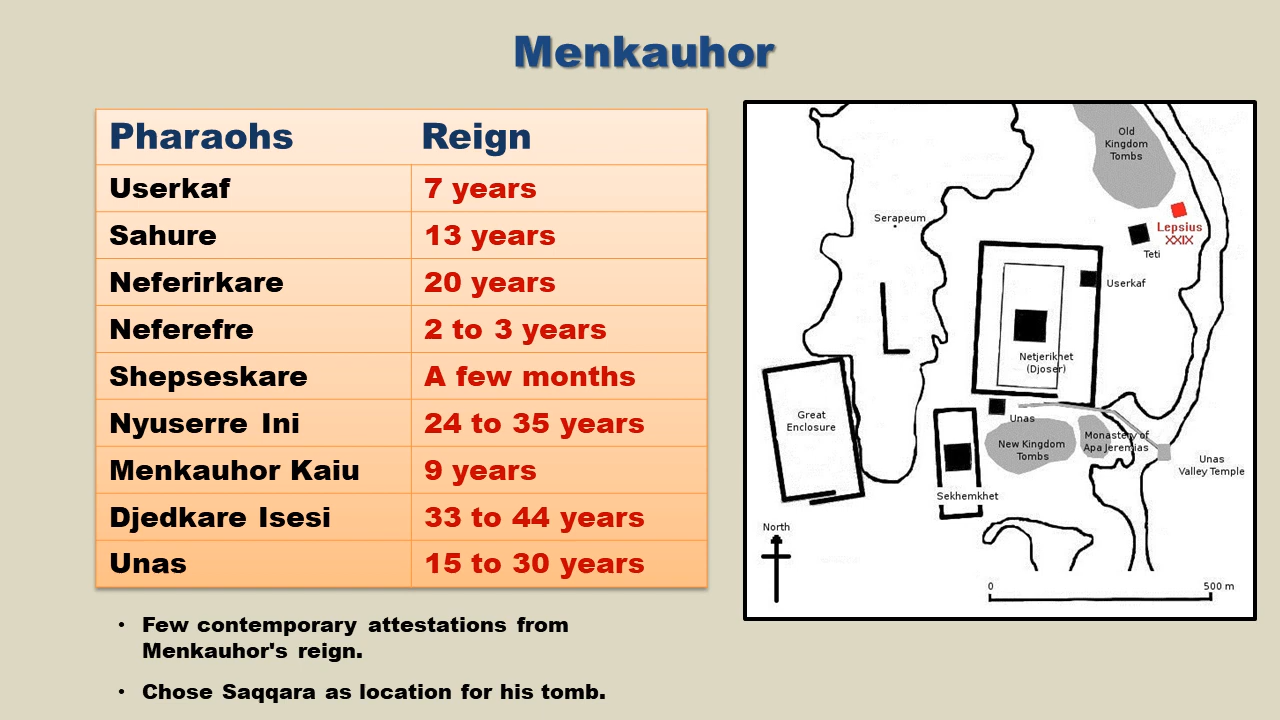 Menkauhor
Pharaohs Reign
Userkaf 7 years
Sahure 13 years
Neferirkare 20 years
Neferefre 2 to 3 years
Shepseskare A few months
Nyuserre Ini 24 to 35 years
Menkauhor Kaiu 9 years
Djedkare Isesi 33 to 44 years
Unas 15 to 30 years
• Few contemporary attestations from
Menkauhor's reign.
• Chose Saqqara as location for his tomb.
Old
Kingdom
Tombs
Serapeum
Lepsius
XXIX
Teti
Userkaf
Netjerikhet
(Djoser)
Great
Enclosure
Unas
New Kingdom
Tombs
Monastery of
Apa Jeremias
Unas
Valley Temple
Sekhemkhet
North
0 500 m